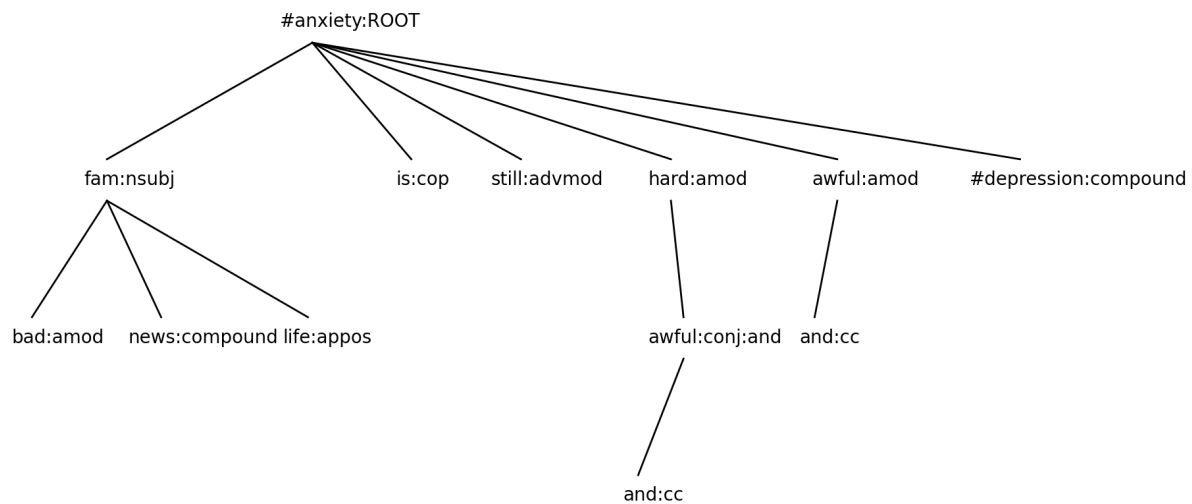 #anxiety:ROOT
fam:nsubj is:cop still:advmod hard:amod awful:amod #depression:compound
bad:amod news:compound life:appos awful:conj:and and:cc
and:cc